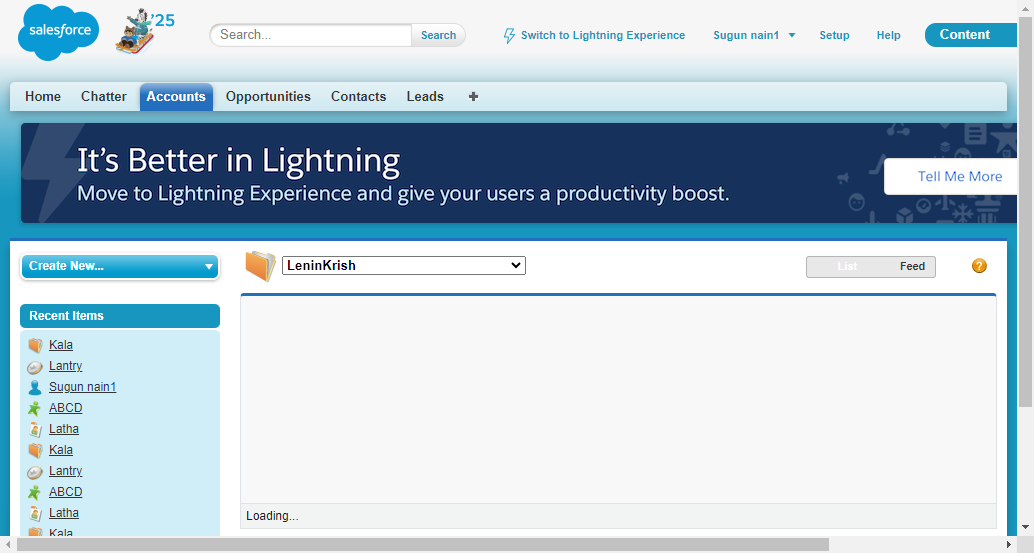 salesforce
'25
Search...
Search
Switch to Lightning Experience
Sugun nain1
Setup
Help
Content
Home
Chatter
Accounts
Opportunities
Contacts
Leads
It's Better in Lightning
Move to Lightning Experience and give your users a productivity boost.
Tell Me More
Create New...
LeninKrish
List
Feed
?
Recent Items
Kala
Lantry
Sugun nain1
ABCD
Latha
Kala
Lantry
ABCD
Latha
Kala
Loading...